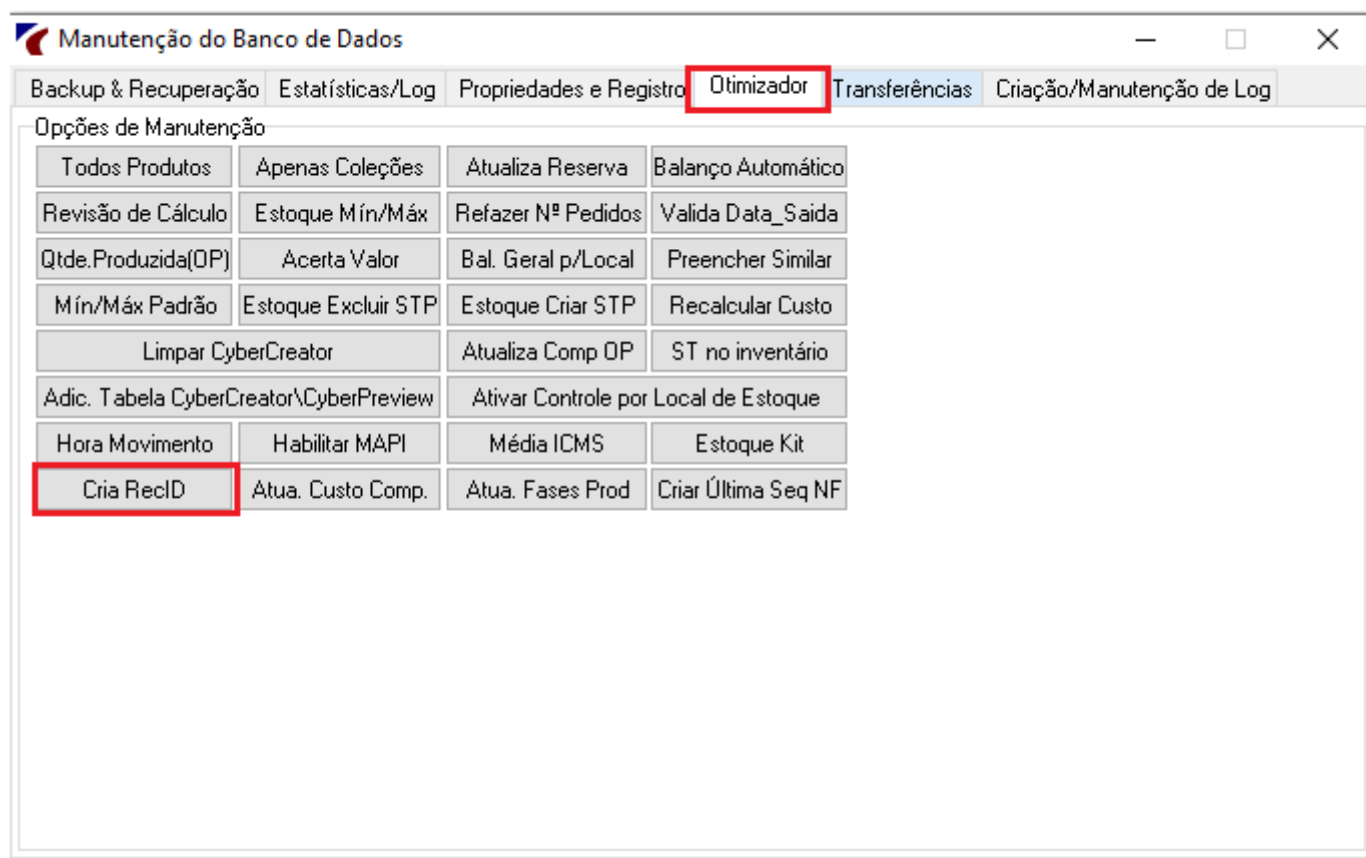 Manutenção do Banco de Dados
Backup & Recuperação Estatísticas/Log Propriedades e Registro Otimizador Transferências Criação/Manutenção de Log
Opções de Manutenção
Todos Produtos Apenas Coleções Atualiza Reserva Balanço Automático
Revisão de Cálculo Estoque Mín/Máx Refazer Nº Pedidos Valida Data_Saida
Qtde.Produzida(OP) Acerta Valor Bal. Geral p/Local Preencher Similar
Mín/Máx Padrão Estoque Excluir STP Estoque Criar STP Recalcular Custo
Limpar CyberCreator Atualiza Comp OP ST no inventário
Adic. Tabela CyberCreator\CyberPreview Ativar Controle por Local de Estoque
Hora Movimento Habilitar MAPI Média ICMS Estoque Kit
Cria RecID Atua. Custo Comp. Atua. Fases Prod Criar Última Seq NF